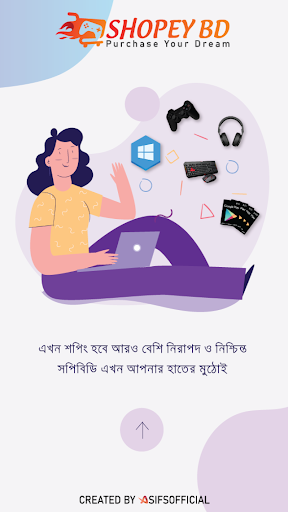 SHOPEY BD
Purchase Your Dream
এখন শপিং হবে আরও বেশি নিরাপদ ও নিশ্চিন্ত
সপিবিডি এখন আপনার হাতের মুঠোই
CREATED BY ASIFSOFFICIAL